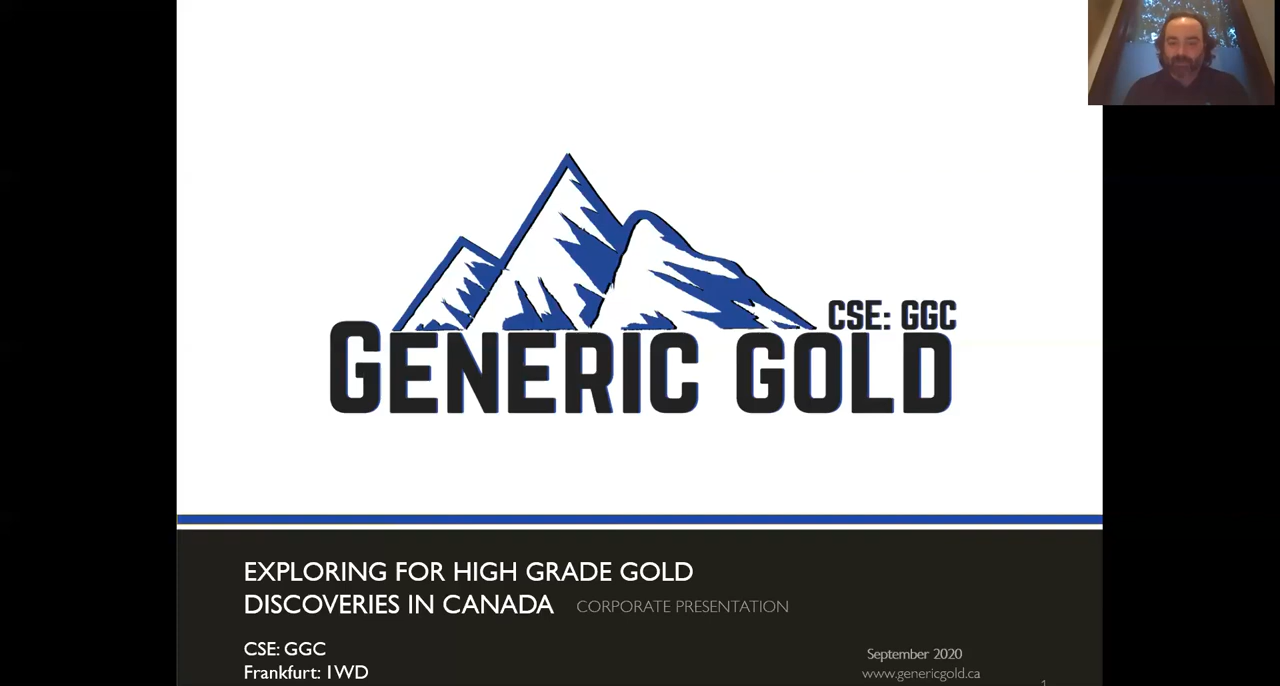 CSE: GGC
GENERIC GOLD
EXPLORING FOR HIGH GRADE GOLD
DISCOVERIES IN CANADA CORPORATE PRESENTATION
CSE: GGC
Frankfurt: 1WD
September 2020
www.genericgold.ca
1